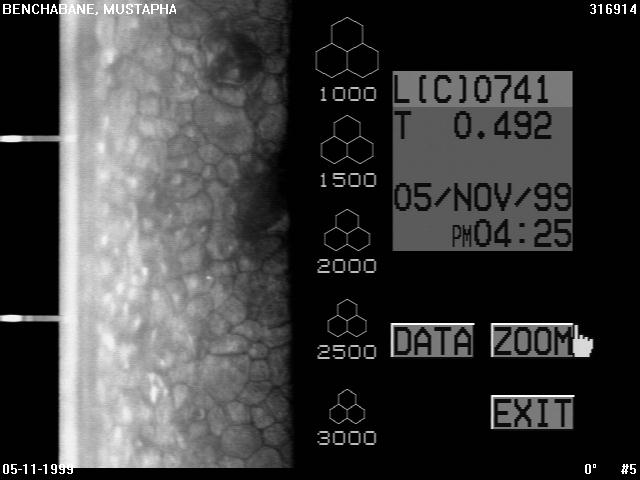 BENCHABANE, MUSTAPHA
316914
1000
1500
2000
2500
3000
L[C]0741
T 0.492
05/NOV/99
PM04:25
DATA
ZOOM
EXIT
05-11-1999
0°
#5